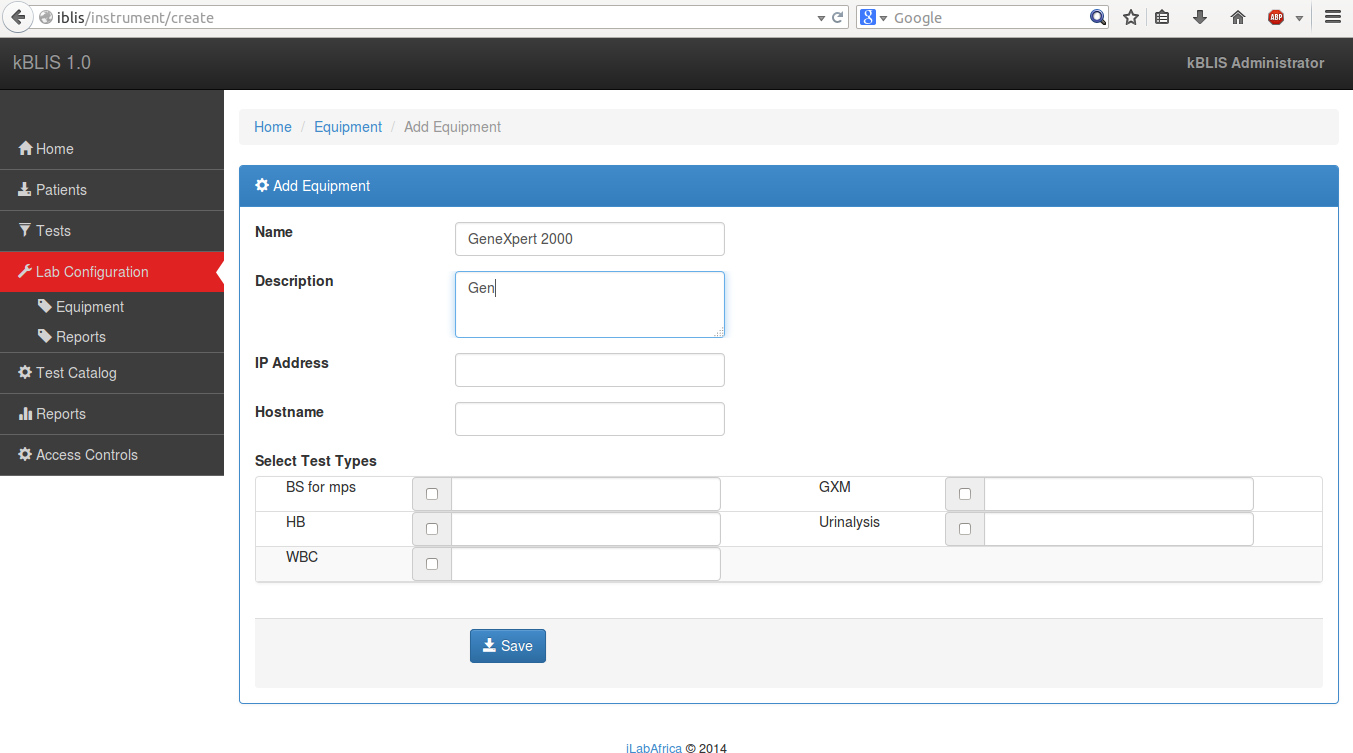 iblis/instrument/create
8 Google
ABP
kBLIS 1.0
kBLIS Administrator
Home
Patients
Tests
Lab Configuration
Equipment
Reports
Test Catalog
Reports
Access Controls
Home / Equipment / Add Equipment
Add Equipment
Name GeneXpert 2000
Description Gen
IP Address
Hostname
Select Test Types
BS for mps GXM
HB Urinalysis
WBC
Save
iLabAfrica © 2014